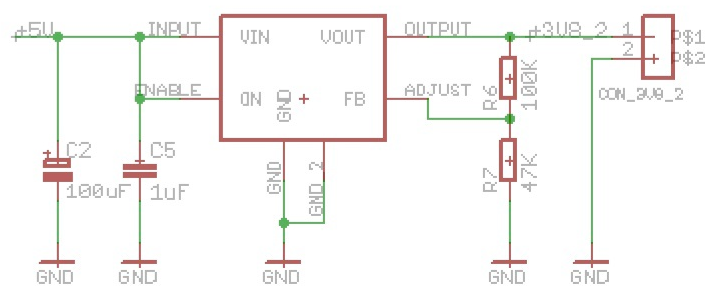 +5V INPUT OUTPUT +3V8_2 1 P$1
VIN VOUT 2 P$2
ENABLE ADJUST
GND FB
R6 100K CON_3V8_2
C2 C5
100uF 1uF
GND GND_2
R7 47K
GND GND GND GND GND